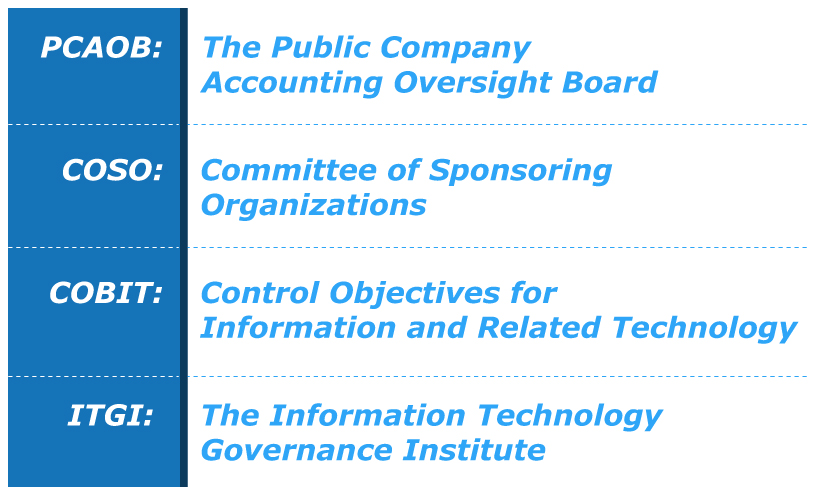 PCAOB: The Public Company
Accounting Oversight Board
COSO: Committee of Sponsoring
Organizations
COBIT: Control Objectives for
Information and Related Technology
ITGI: The Information Technology
Governance Institute